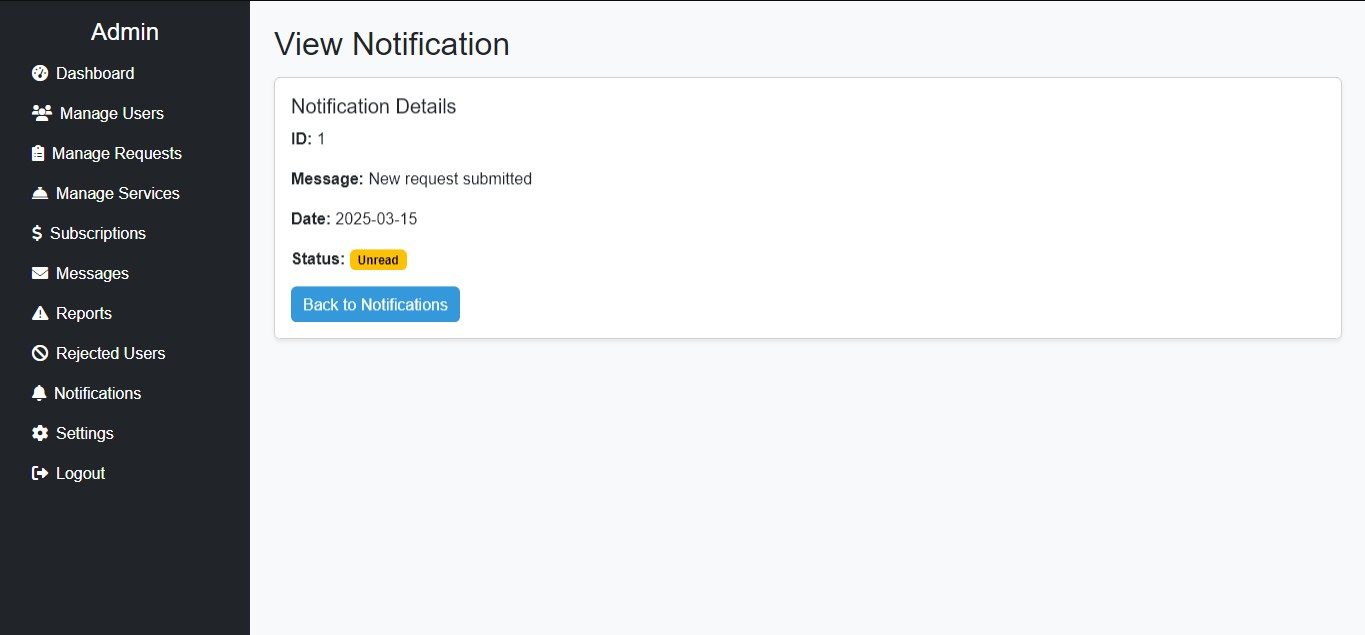 Admin
Dashboard
Manage Users
Manage Requests
Manage Services
Subscriptions
Messages
Reports
Rejected Users
Notifications
Settings
Logout
View Notification
Notification Details
ID: 1
Message: New request submitted
Date: 2025-03-15
Status: Unread
Back to Notifications